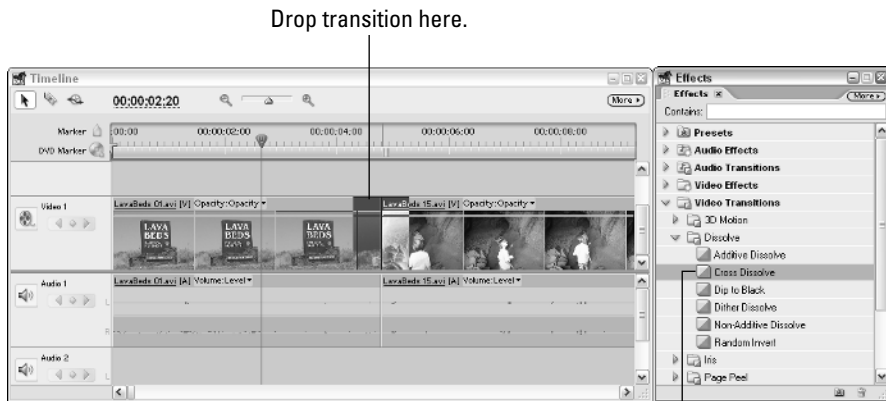 Drop transition here.
Timeline
00:00:02:20
More
Marker
00:00
00:00:02:00
00:00:04:00
00:00:06:00
00:00:08:00
DVD Marker
Video 1
LavaBeds 01.avi [V] Opacity:Opacity
LavaBeds 15.avi [V] Opacity:Opacity
LAVA BEDS
LAVA BEDS
LAVA BEDS
Audio 1
LavaBeds 01.avi [A] Volume:Level
LavaBeds 15.avi [A] Volume:Level
L
R
Audio 2
L
Effects
Effects
More
Contains:
Presets
Audio Effects
Audio Transitions
Video Effects
Video Transitions
3D Motion
Dissolve
Additive Dissolve
Cross Dissolve
Dip to Black
Dither Dissolve
Non-Additive Dissolve
Random Invert
Iris
Page Peel